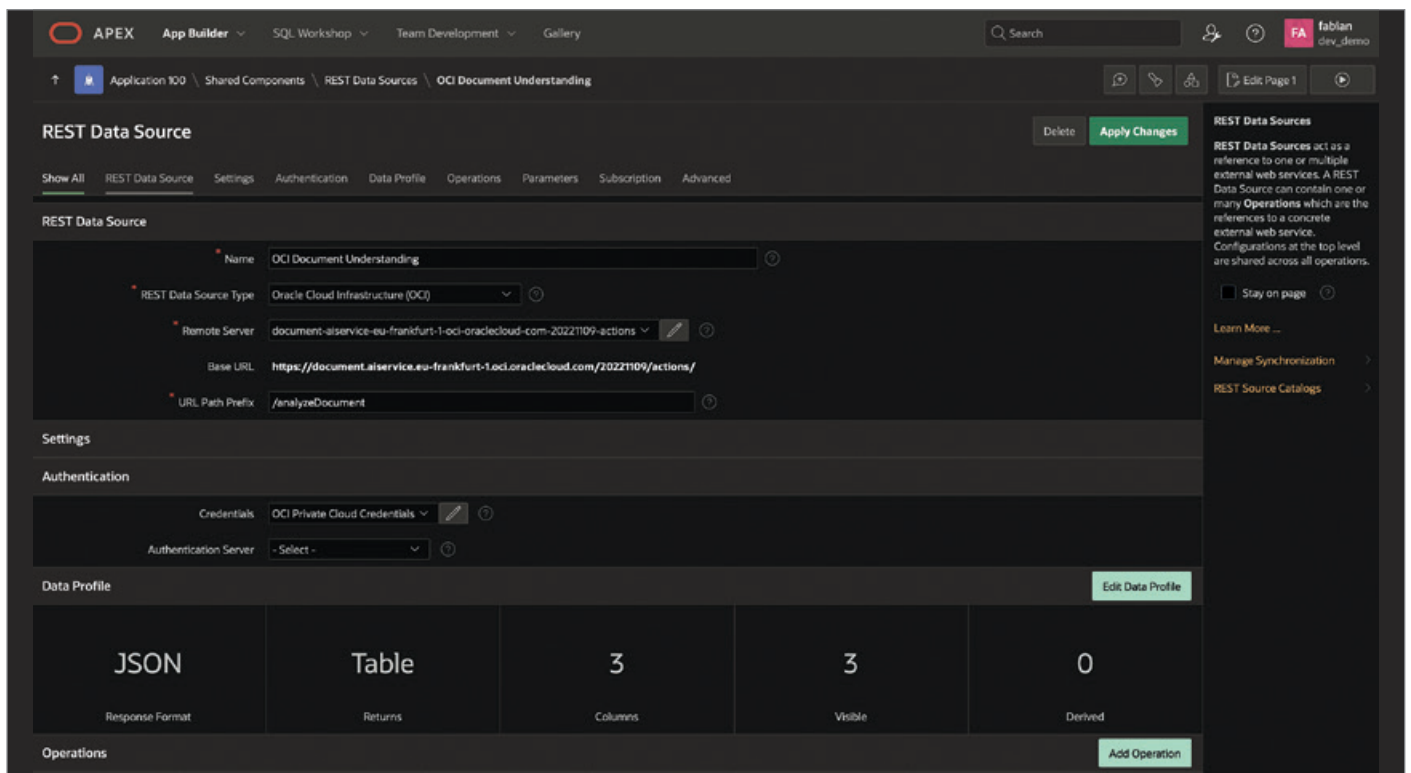 APEX App Builder SQL Workshop Team Development Gallery Search FA fabian
dev_demo
Application 100 \ Shared Components \ REST Data Sources \ OCI Document Understanding Edit Page 1
REST Data Source Delete Apply Changes
Show All REST Data Source Settings Authentication Data Profile Operations Parameters Subscription Advanced
REST Data Source
* Name OCI Document Understanding
* REST Data Source Type Oracle Cloud Infrastructure (OCI)
* Remote Server document-aiservice-eu-frankfurt-1-oci-oraclecloud-com-20221109-actions
Base URL https://document.aiservice.eu-frankfurt-1.oci.oraclecloud.com/20221109/actions/
* URL Path Prefix /analyzeDocument
Settings
Authentication
Credentials OCI Private Cloud Credentials
Authentication Server - Select -
Data Profile Edit Data Profile
JSON Table 3 3 0
Response Format Returns Columns Visible Derived
Operations Add Operation
REST Data Sources
REST Data Sources act as a
reference to one or multiple
external web services. A REST
Data Source can contain one or
many Operations which are the
references to a concrete
external web service.
Configurations at the top level
are shared across all operations.
Stay on page
Learn More ...
Manage Synchronization
REST Source Catalogs